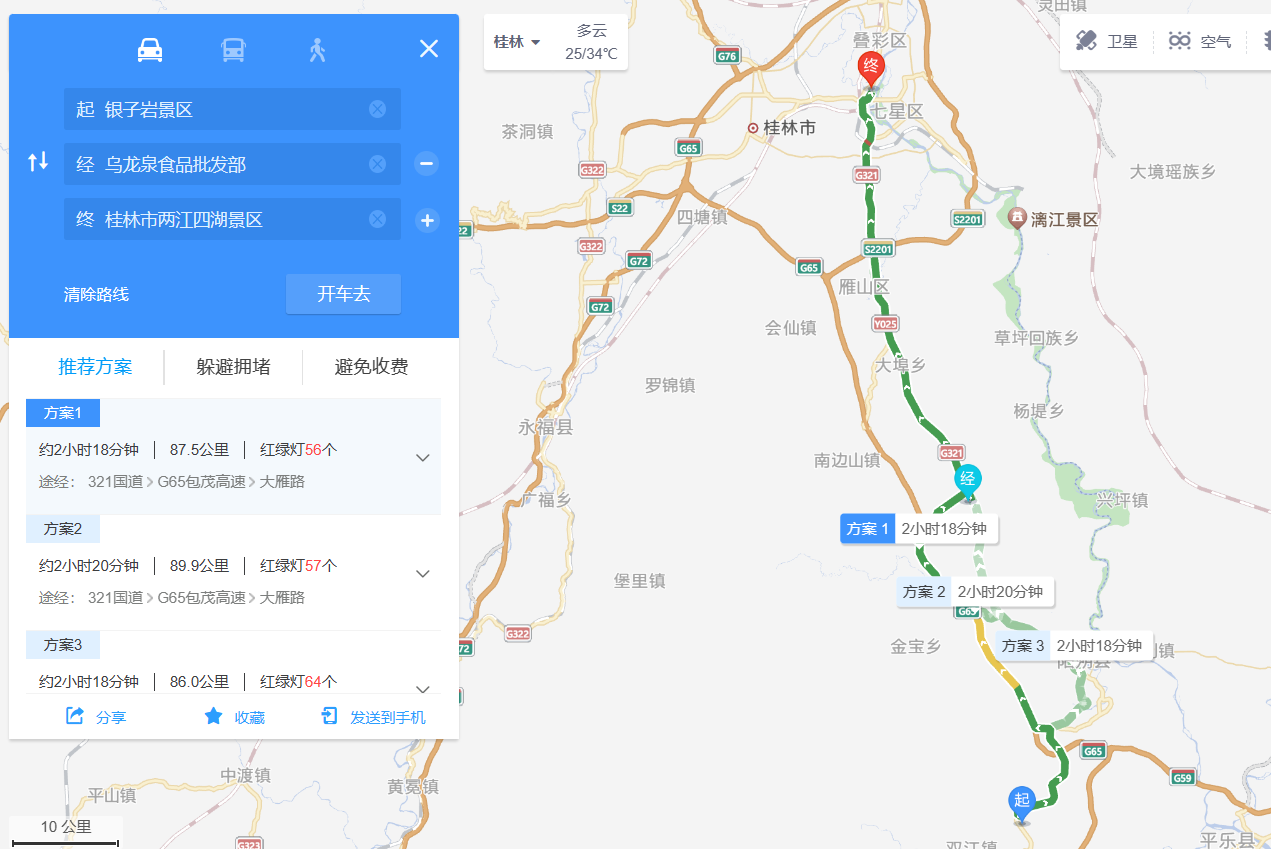 起 银子岩景区
经 乌龙泉食品批发部
终 桂林市两江四湖景区
清除路线
开车去
推荐方案
躲避拥堵
避免收费
方案1
约2小时18分钟 87.5公里 红绿灯56个
途经： 321国道 > G65包茂高速 > 大雁路
方案2
约2小时20分钟 89.9公里 红绿灯57个
途经： 321国道 > G65包茂高速 > 大雁路
方案3
约2小时18分钟 86.0公里 红绿灯64个
分享
收藏
发送到手机
桂林
多云
25/34℃
卫星
空气
灵田镇
叠彩区
G76
终
七星区
桂林市
茶洞镇
G65
G322
G321
大境瑶族乡
S22
四塘镇
S2201
漓江景区
22
G322
S2201
G72
G65
雁山区
G72
Y025
会仙镇
草坪回族乡
大埠乡
罗锦镇
杨堤乡
永福县
G321
南边山镇
经
广福乡
兴坪镇
方案 1 2小时18分钟
堡里镇
方案 2 2小时20分钟
G65
G322
72
金宝乡
方案 3 2小时18分钟
阳朔县
镇
G65
G59
中渡镇
黄冕镇
平山镇
起
10 公里
G323
双江镇
平乐县